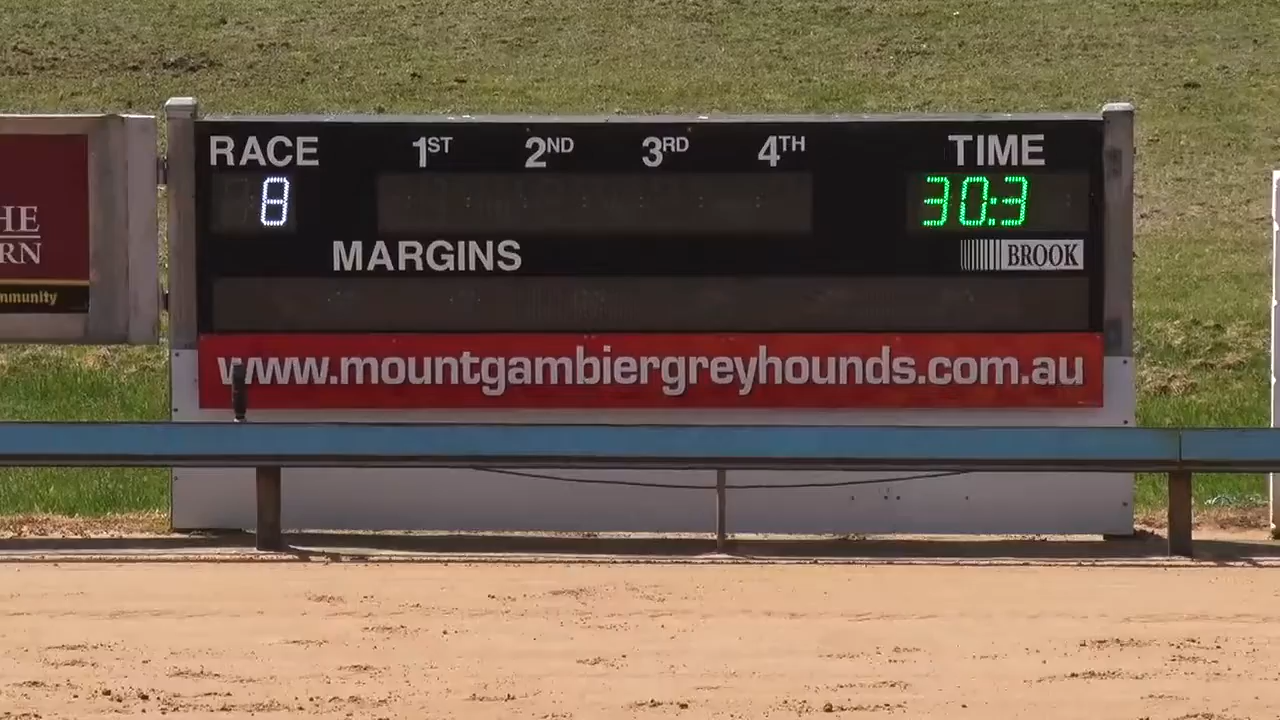 RACE 1ST 2ND 3RD 4TH TIME
8 30:3
MARGINS
BROOK
HE
RN
mmunity
www.mountgambiergreyhounds.com.au